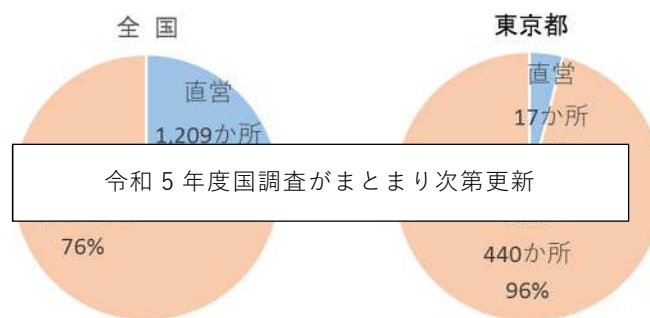 全 国
東京都
直営
1,209か所
直営
17か所
令和5年度国調査がまとまり次第更新
76%
440か所
96%